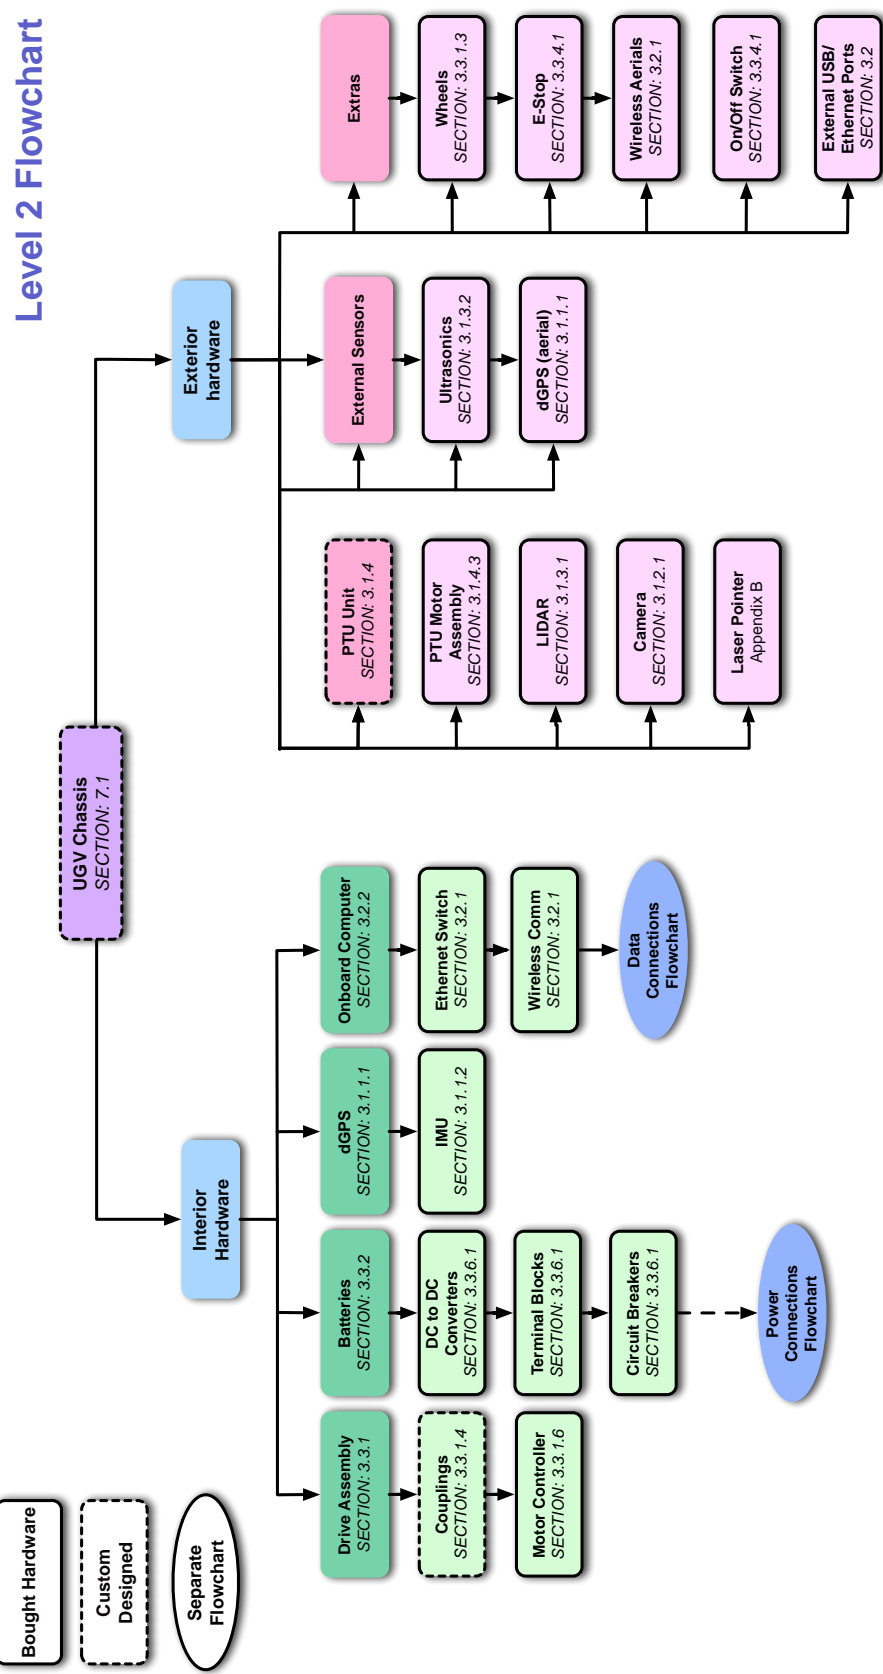 Level 2 Flowchart
Bought Hardware
Custom
Designed
Separate
Flowchart
UGV Chassis
SECTION: 7.1
Interior
Hardware
Exterior
hardware
Drive Assembly
SECTION: 3.3.1
Couplings
SECTION: 3.3.1.4
Motor Controller
SECTION: 3.3.1.6
Batteries
SECTION: 3.3.2
DC to DC
Converters
SECTION: 3.3.6.1
Terminal Blocks
SECTION: 3.3.6.1
Circuit Breakers
SECTION: 3.3.6.1
Power
Connections
Flowchart
dGPS
SECTION: 3.1.1.1
IMU
SECTION: 3.1.1.2
Onboard Computer
SECTION: 3.2.2
Ethernet Switch
SECTION: 3.2.1
Wireless Comm
SECTION: 3.2.1
Data
Connections
Flowchart
PTU Unit
SECTION: 3.1.4
PTU Motor
Assembly
SECTION: 3.1.4.3
LIDAR
SECTION: 3.1.3.1
Camera
SECTION: 3.1.2.1
Laser Pointer
Appendix B
External Sensors
Ultrasonics
SECTION: 3.1.3.2
dGPS (aerial)
SECTION: 3.1.1.1
Extras
Wheels
SECTION: 3.3.1.3
E-Stop
SECTION: 3.3.4.1
Wireless Aerials
SECTION: 3.2.1
On/Off Switch
SECTION: 3.3.4.1
External USB/
Ethernet Ports
SECTION: 3.2